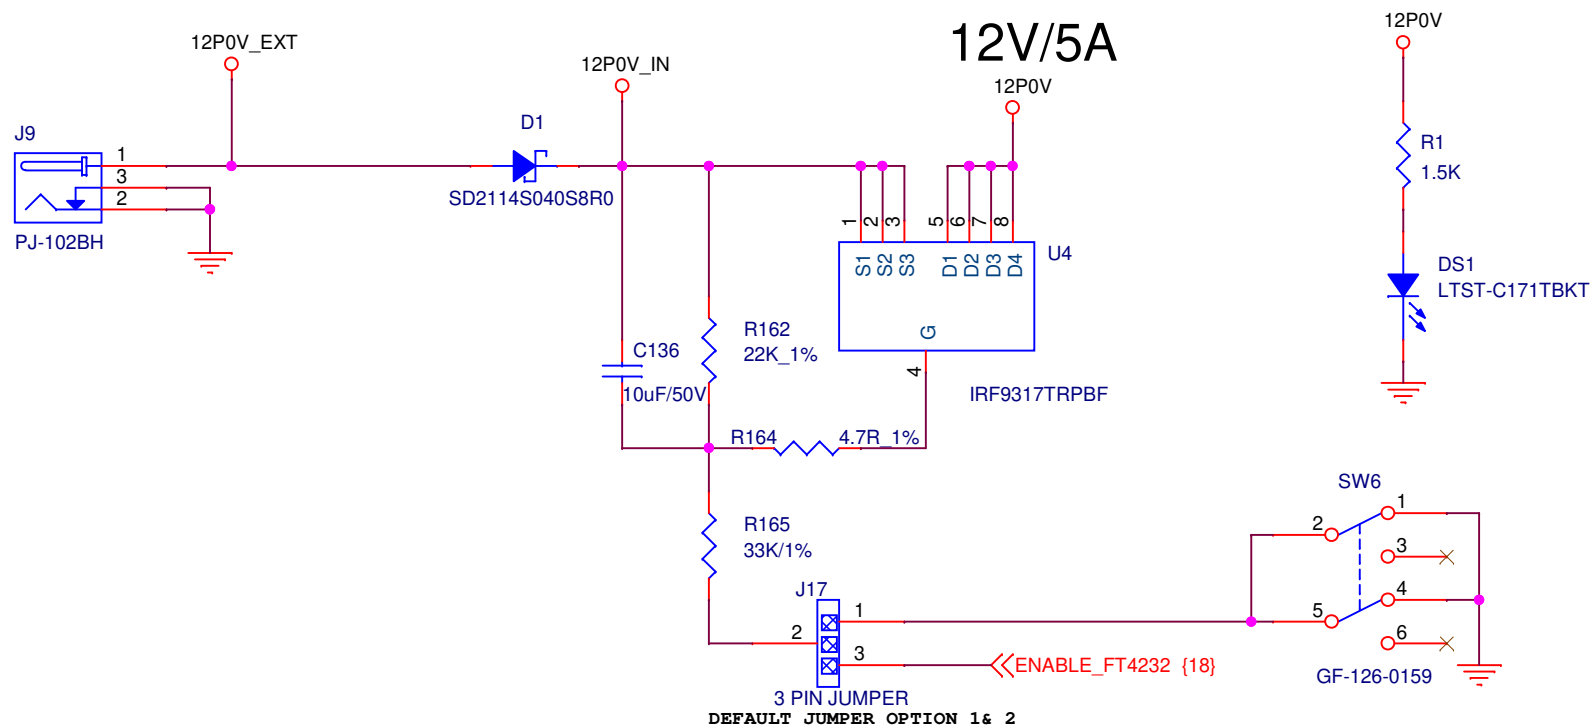 12V/5A
12P0V_EXT
12P0V_IN
12P0V
12P0V
J9
1
3
2
PJ-102BH
D1
SD2114S040S8R0
R1
1.5K
1
2
3
5
6
7
8
S1
S2
S3
D1
D2
D3
D4
U4
G
4
IRF9317TRPBF
DS1
LTST-C171TBKT
C136
10uF/50V
R162
22K_1%
R164
4.7R_1%
R165
33K/1%
J17
1
2
3
ENABLE_FT4232 {18}
3 PIN JUMPER
DEFAULT JUMPER OPTION 1& 2
SW6
1
2
3
4
5
6
GF-126-0159